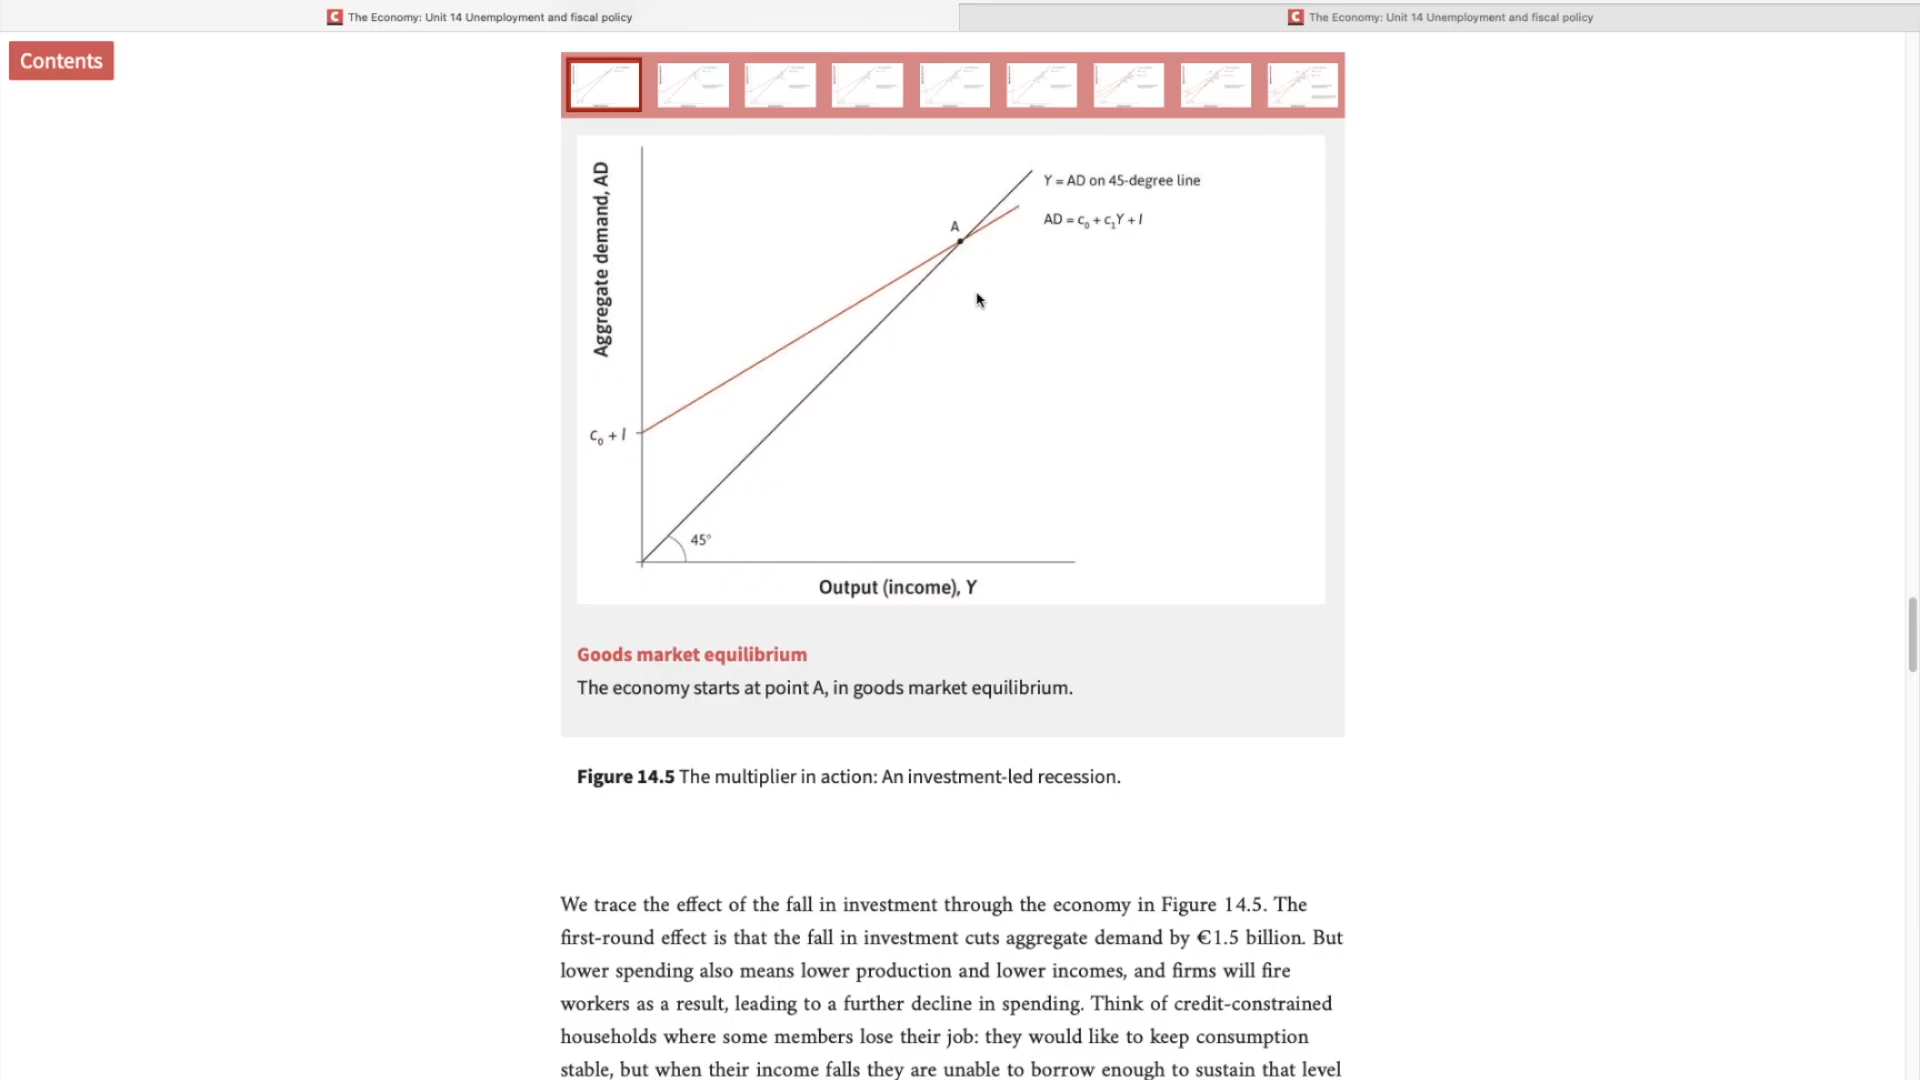 The Economy: Unit 14 Unemployment and fiscal policy
The Economy: Unit 14 Unemployment and fiscal policy
Contents
Aggregate demand, AD
Y = AD on 45-degree line
AD = c₀ + c₁Y + I
A
c₀ + I
45°
Output (income), Y
Goods market equilibrium
The economy starts at point A, in goods market equilibrium.
Figure 14.5 The multiplier in action: An investment-led recession.
We trace the effect of the fall in investment through the economy in Figure 14.5. The
first-round effect is that the fall in investment cuts aggregate demand by €1.5 billion. But
lower spending also means lower production and lower incomes, and firms will fire
workers as a result, leading to a further decline in spending. Think of credit-constrained
households where some members lose their job: they would like to keep consumption
stable, but when their income falls they are unable to borrow enough to sustain that level